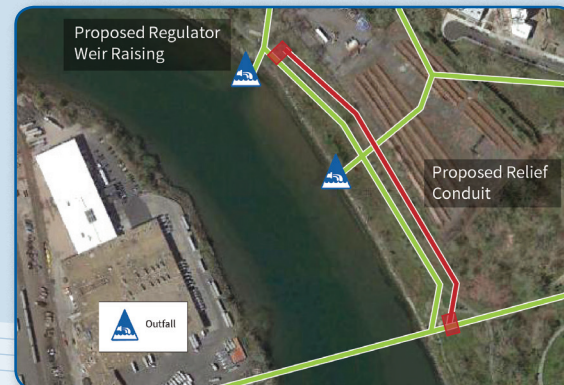 Proposed Regulator
Weir Raising
Proposed Relief
Conduit
Outfall